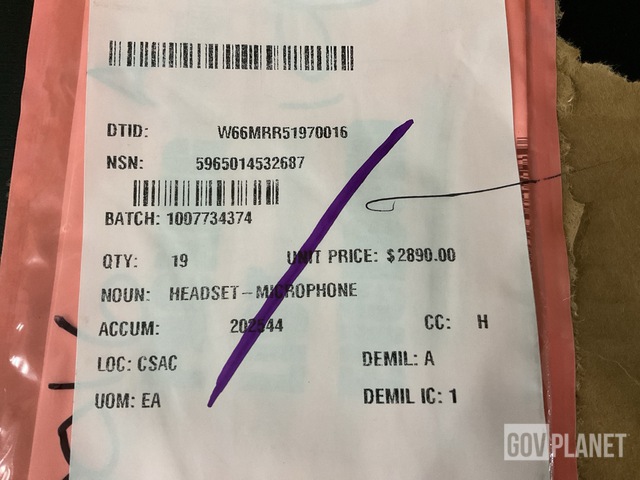 DTID: W66MRR51970016
NSN: 5965014532687
BATCH: 1007734374
QTY: 19 UNIT PRICE: $2890.00
NOUN: HEADSET-MICROPHONE
ACCUM: 202544 CC: H
LOC: CSAC DEMIL: A
UOM: EA DEMIL IC: 1
GOVPLANET